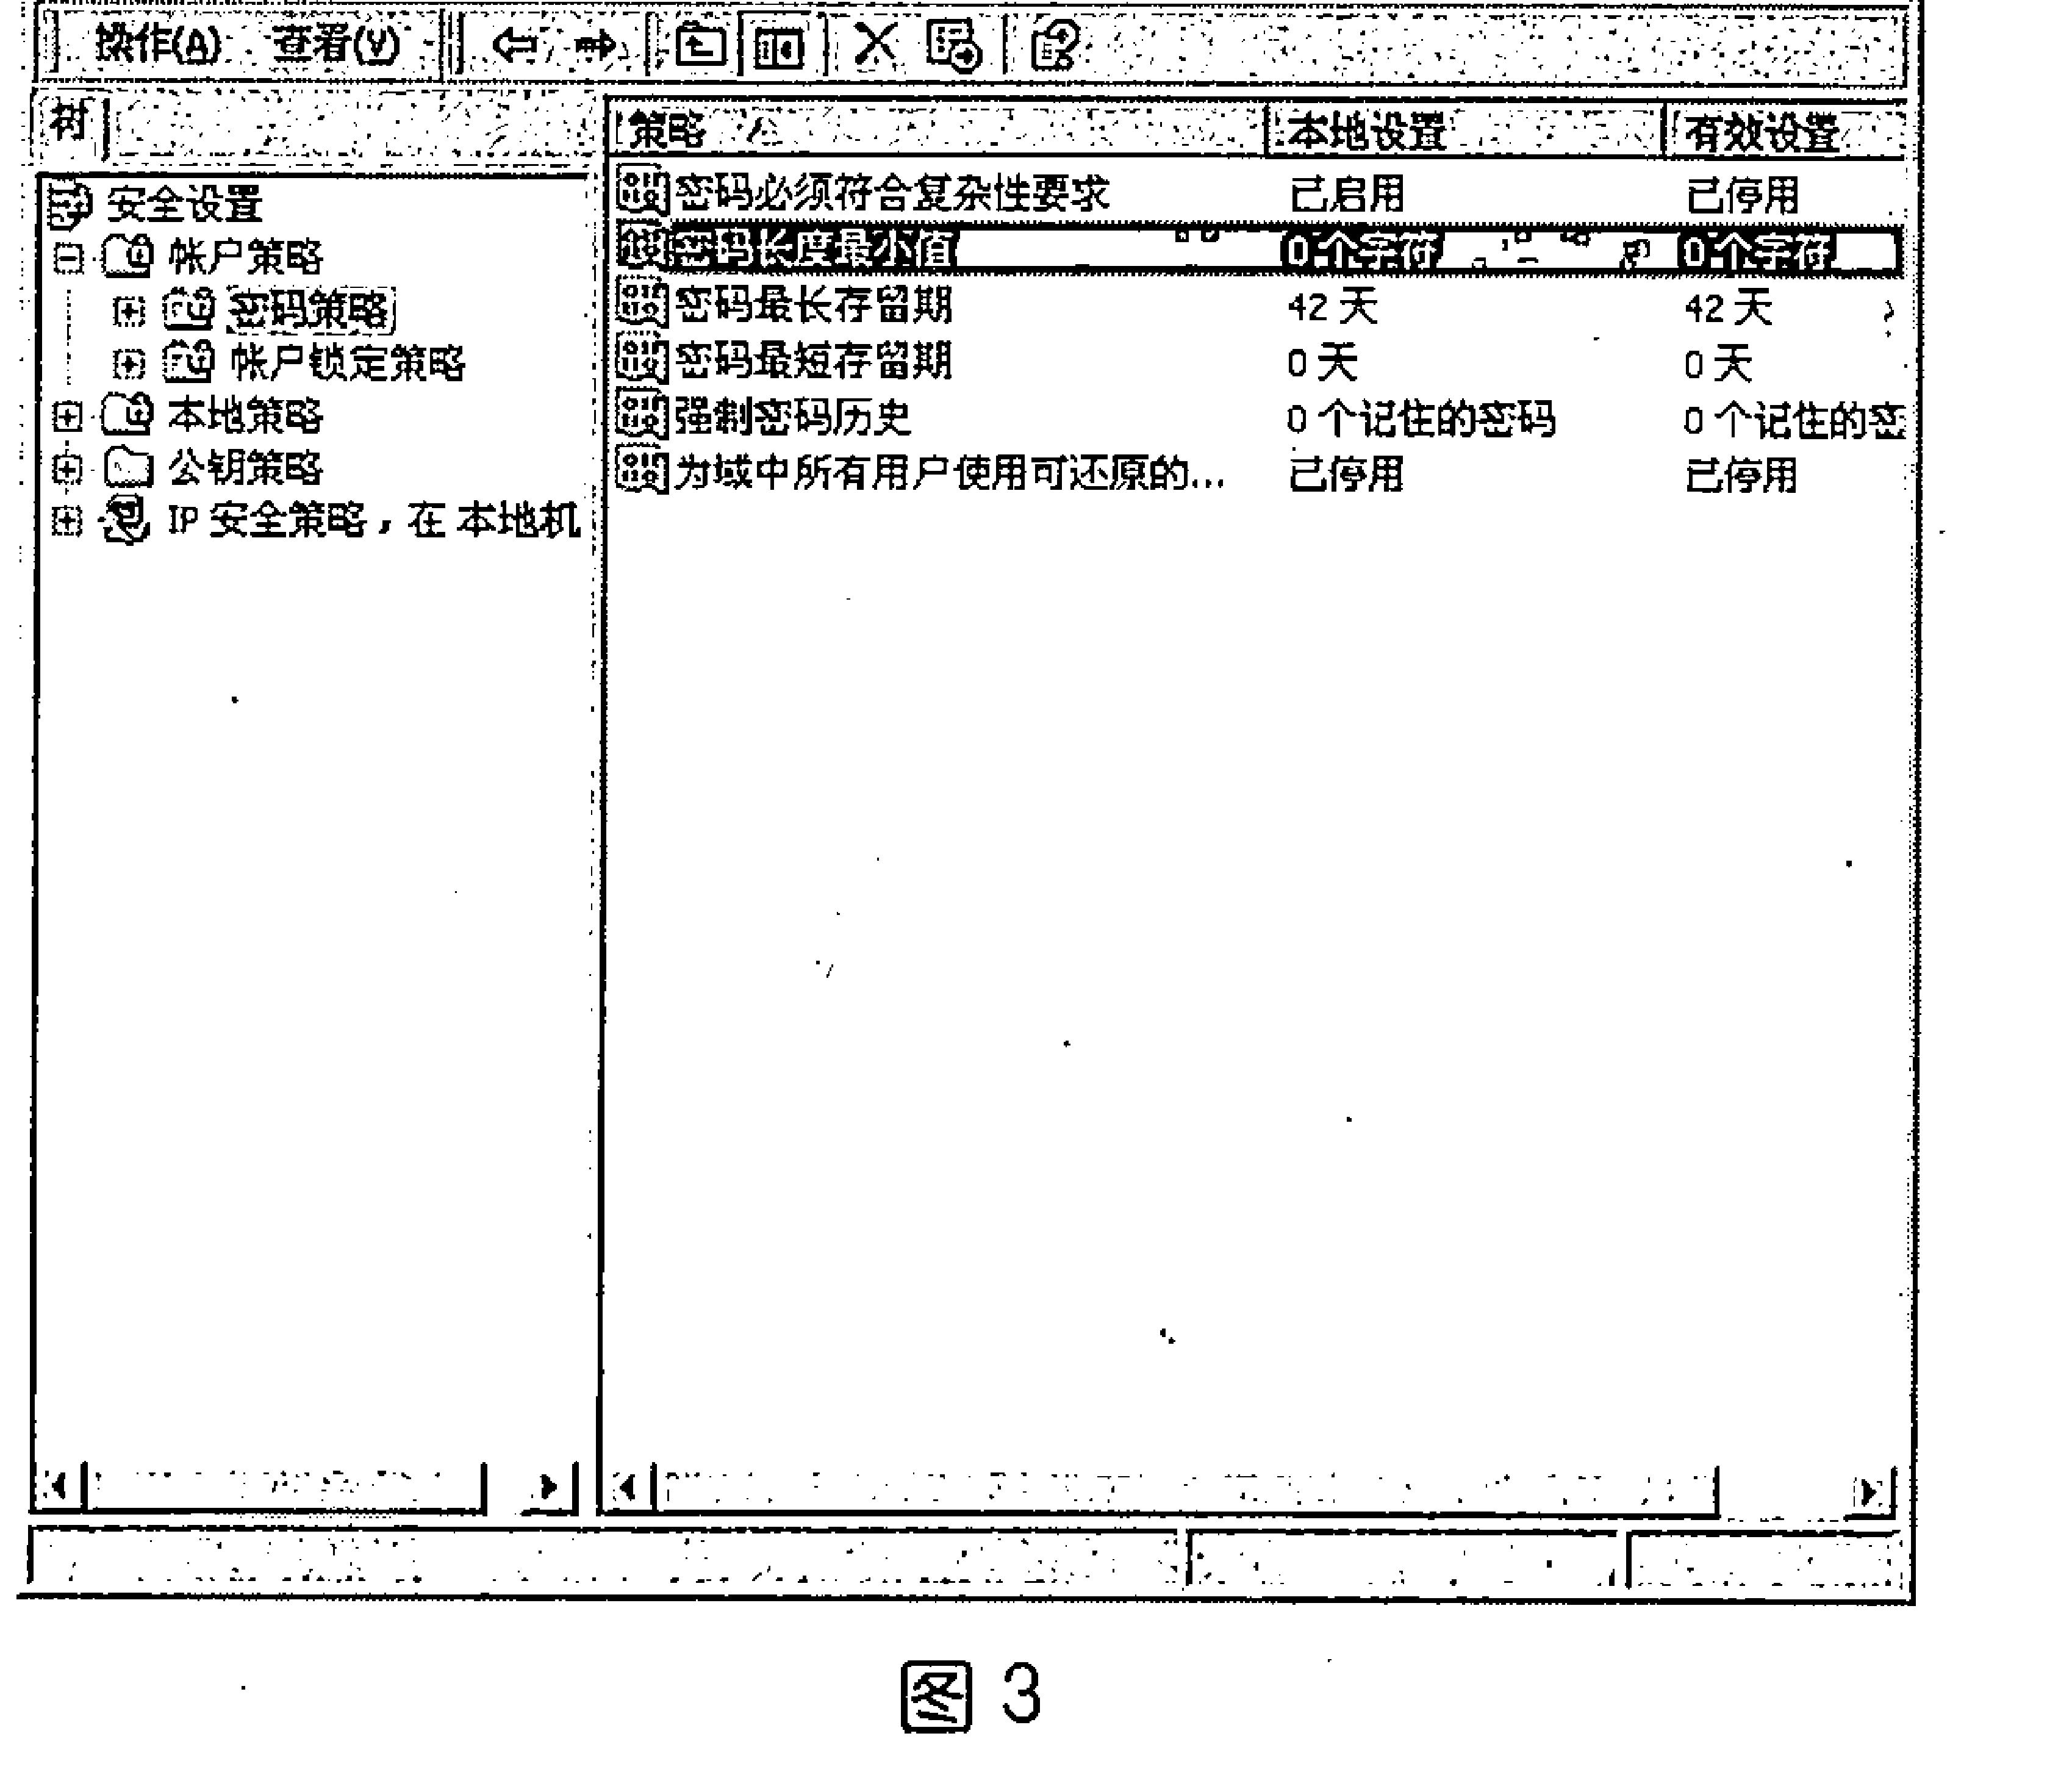 操作(A) 查看(V)
树
策略 本地设置 有效设置
安全设置
帐户策略
密码策略
帐户锁定策略
本地策略
公钥策略
IP 安全策略，在 本地机
密码必须符合复杂性要求 已启用 已停用
密码长度最小值 0 个字符 0 个字符
密码最长存留期 42 天 42 天
密码最短存留期 0 天 0 天
强制密码历史 0 个记住的密码 0 个记住的密
为域中所有用户使用可还原的... 已停用 已停用
图 3